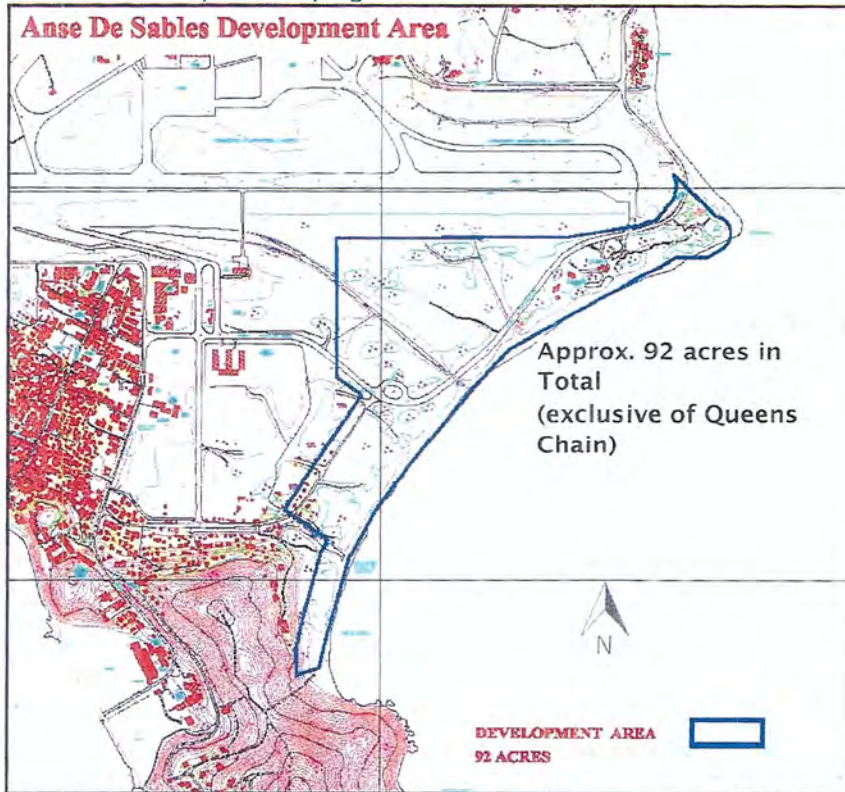 Anse De Sables Development Area
Approx. 92 acres in
Total
(exclusive of Queens
Chain)
N
DEVELOPMENT AREA
92 ACRES